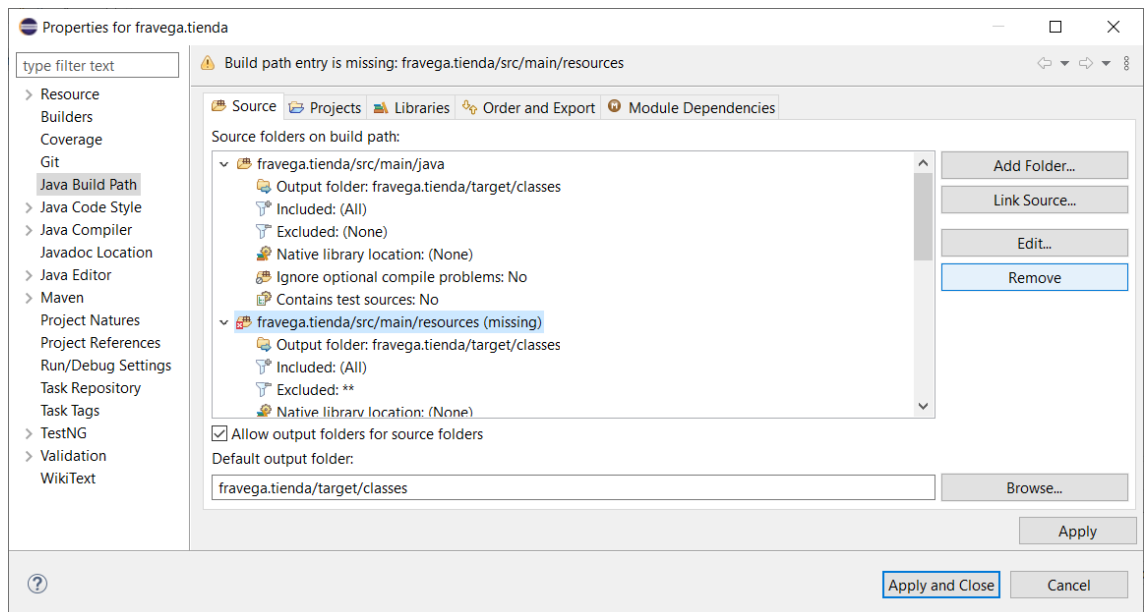 Properties for fravega.tienda
type filter text
Build path entry is missing: fravega.tienda/src/main/resources
Resource
Builders
Coverage
Git
Java Build Path
Java Code Style
Java Compiler
Javadoc Location
Java Editor
Maven
Project Natures
Project References
Run/Debug Settings
Task Repository
Task Tags
TestNG
Validation
WikiText
Source
Projects
Libraries
Order and Export
Module Dependencies
Source folders on build path:
fravega.tienda/src/main/java
Output folder: fravega.tienda/target/classes
Included: (All)
Excluded: (None)
Native library location: (None)
Ignore optional compile problems: No
Contains test sources: No
fravega.tienda/src/main/resources (missing)
Output folder: fravega.tienda/target/classes
Included: (All)
Excluded: **
Native library location: (None)
Add Folder...
Link Source...
Edit...
Remove
Allow output folders for source folders
Default output folder:
fravega.tienda/target/classes
Browse...
Apply
Apply and Close
Cancel